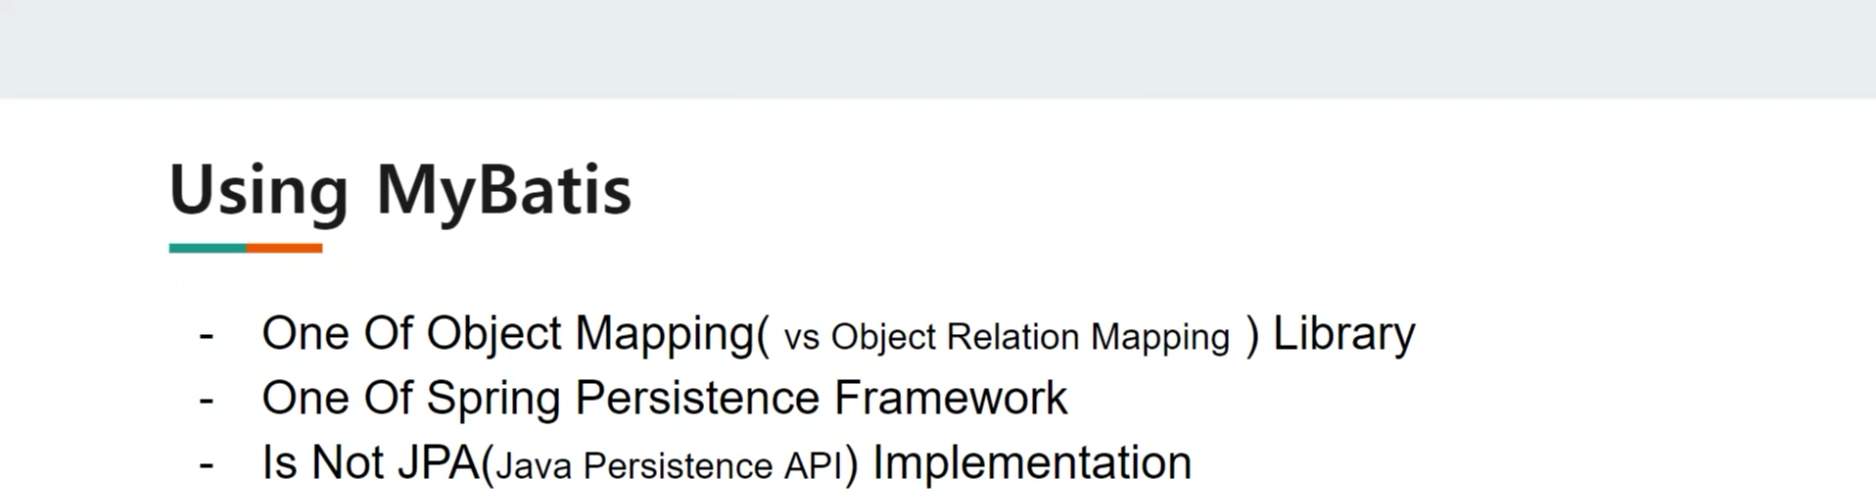 Using MyBatis
- One Of Object Mapping( vs Object Relation Mapping ) Library
- One Of Spring Persistence Framework
- Is Not JPA(Java Persistence API) Implementation